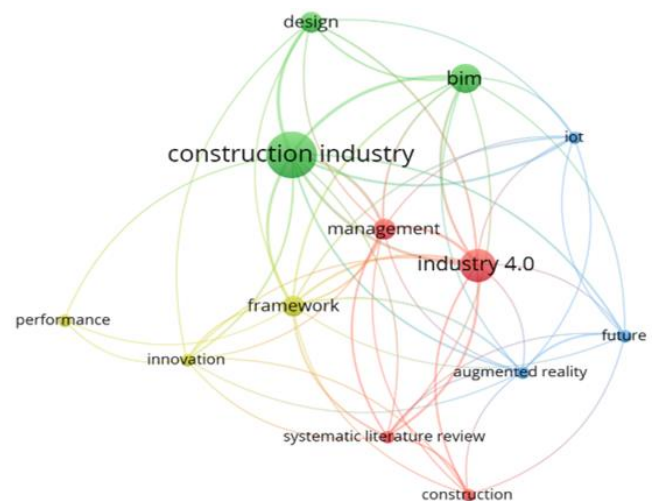 design
bim
iot
construction industry
management
industry 4.0
framework
performance
future
innovation
augmented reality
systematic literature review
construction